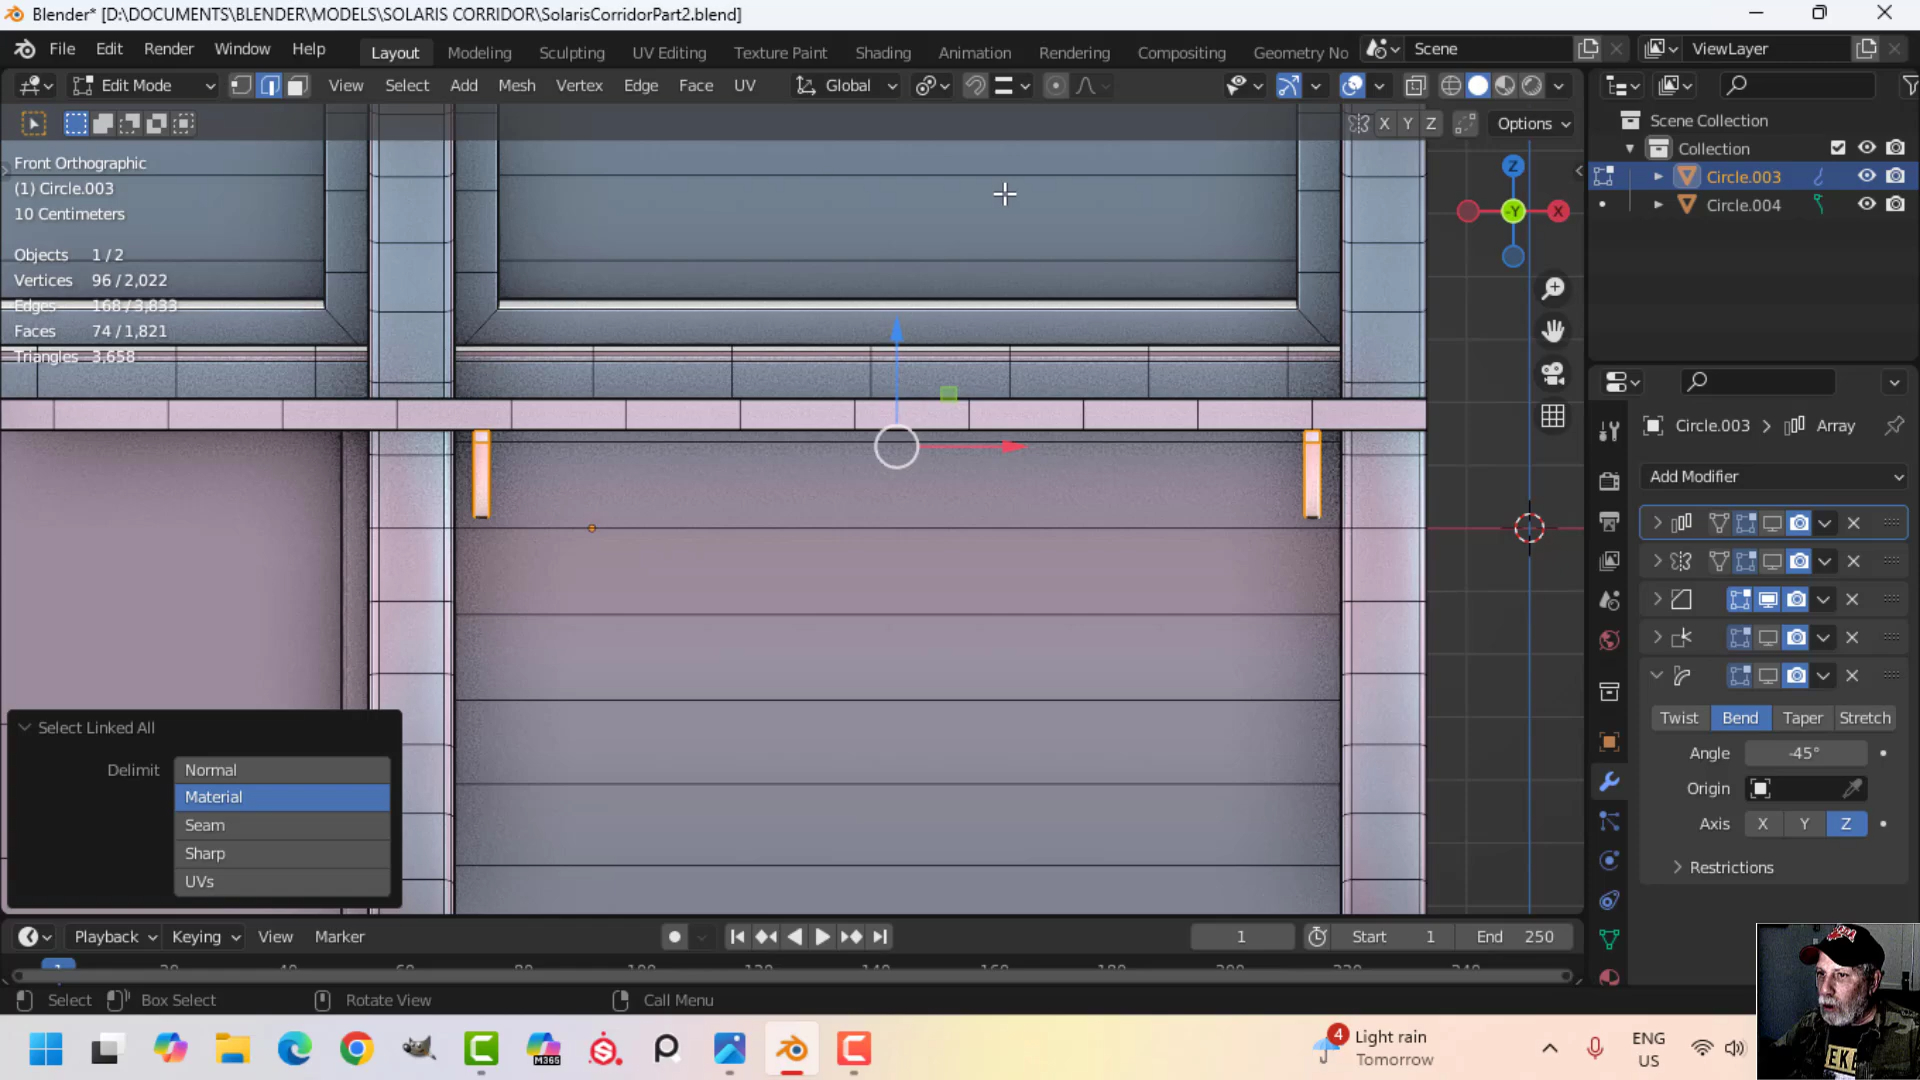 Blender* [D:\DOCUMENTS\BLENDER\MODELS\SOLARIS CORRIDOR\SolarisCorridorPart2.blend]
File Edit Render Window Help
Layout Modeling Sculpting UV Editing Texture Paint Shading Animation Rendering Compositing Geometry No
Scene ViewLayer
Edit Mode View Select Add Mesh Vertex Edge Face UV Global
X Y Z Options
Front Orthographic
(1) Circle.003
10 Centimeters
Objects 1 / 2
Vertices 96 / 2,022
Edges 168 / 3,833
Faces 74 / 1,821
Triangles 3,658
Z
-Y X
Scene Collection
Collection
Circle.003
Circle.004
Circle.003 > Array
Add Modifier
Twist Bend Taper Stretch
Angle -45°
Origin
Axis X Y Z
Restrictions
Select Linked All
Delimit Normal
Material
Seam
Sharp
UVs
Playback Keying View Marker
1 Start 1 End 250
1
Select Box Select Rotate View Call Menu
M365
4
Light rain
Tomorrow
ENG
US